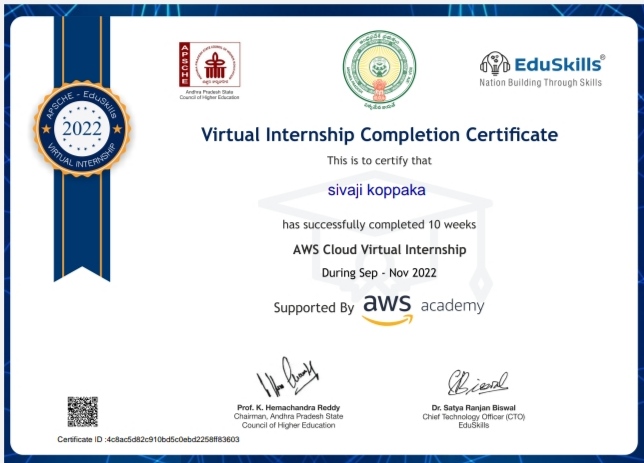 APSCHE - EduSkills
2022
VIRTUAL INTERNSHIP
APSCHE
Andhra Pradesh State
Council of Higher Education
EduSkills®
Nation Building Through Skills
Virtual Internship Completion Certificate
This is to certify that
sivaji koppaka
has successfully completed 10 weeks
AWS Cloud Virtual Internship
During Sep - Nov 2022
Supported By aws academy
Prof. K. Hemachandra Reddy
Chairman, Andhra Pradesh State
Council of Higher Education
Dr. Satya Ranjan Biswal
Chief Technology Officer (CTO)
EduSkills
Certificate ID :4c8ac5d82c910bd5c0ebd2258ff83603